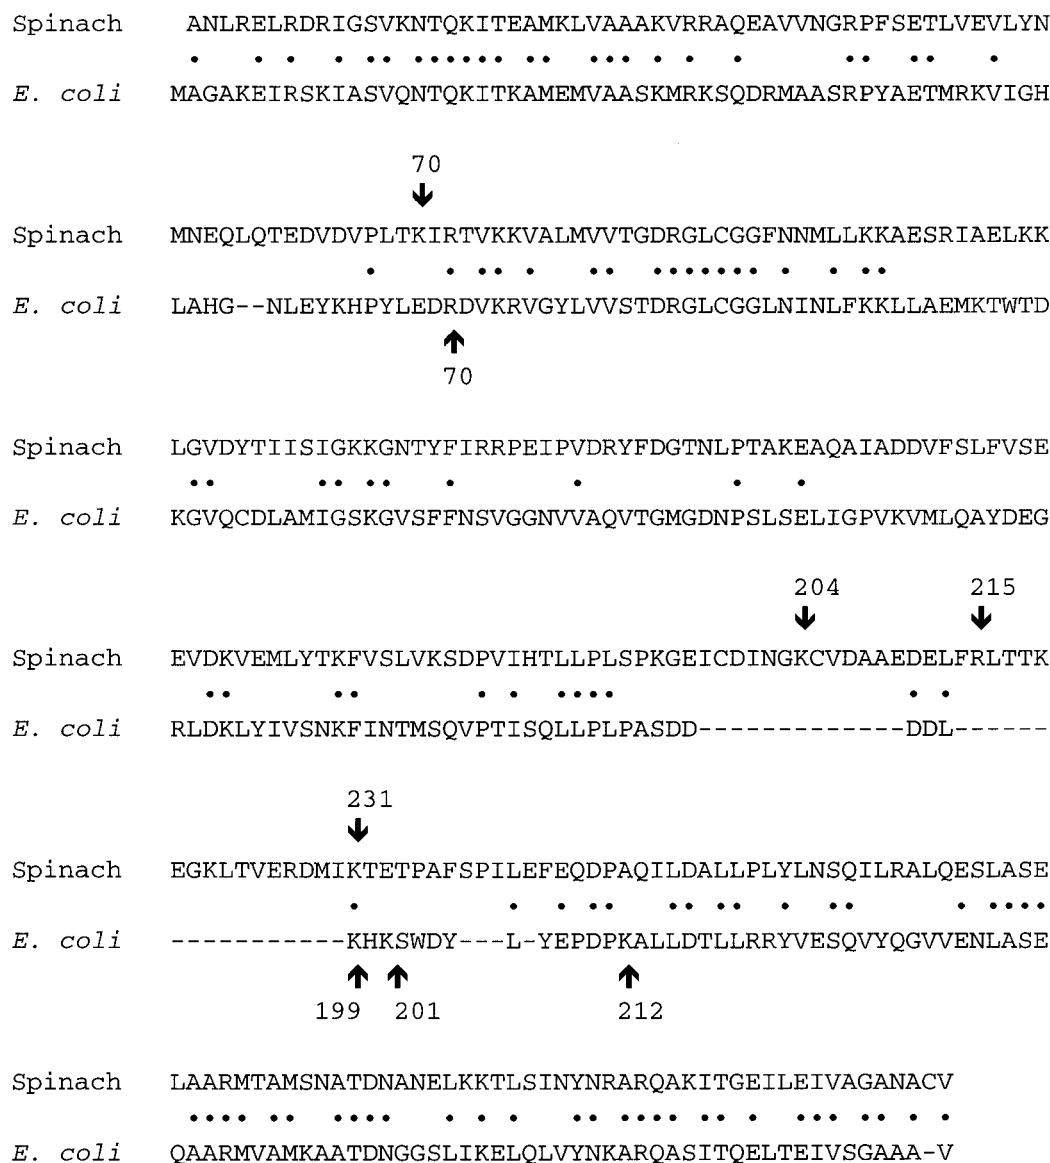 Spinach ANLRELRDRIGSVKNTQKITEAMKLVAAAKVRRAQEAVVNGRPFSETLVEVLYN
E. coli MAGAKEIRSKIASVQNTQKITKAMEMVAASKMRKSQDRMAASRPYAETMRKVIGH
70
Spinach MNEQLQTEDVDVPLTKIRTVKKVALMVVTGDRGLCGGFNNMLLKKAESRIAELKK
E. coli LAHG--NLEYKHPYLEDRDVKRVGYLVVSTDRGLCGGLNINLFKKLLAEMKTWTD
70
Spinach LGVDYTIISIGKKGNTYFIRRPEIPVDRYFDGTNLPTAKEAQAIADDVFSLFVSE
E. coli KGVQCDLAMIGSKGVSFFNSVGGNVVAQVTGMGDNPSLSELIGPVKVMLQAYDEG
204 215
Spinach EVDKVEMLYTKFVSLVKSDPVIHTLLPLSPKGEICDINGKCVDAAEDELFRLTTK
E. coli RLDKLYIVSNKFINTMSQVPTISQLLPLPASDD-------------DDL------
231
Spinach EGKLTVERDMIKTETPAFSPILEFEQDPAQILDALLPLYLNSQILRALQESLASE
E. coli -----------KHKSWDY---L-YEPDPKALLDTLLRRYVESQVYQGVVENLASE
199 201 212
Spinach LAARMTAMSNATDNANELKKTLSINYNRARQAKITGEILEIVAGANACV
E. coli QAARMVAMKAATDNGGSLIKELQLVYNKARQASITQELTEIVSGAAA-V